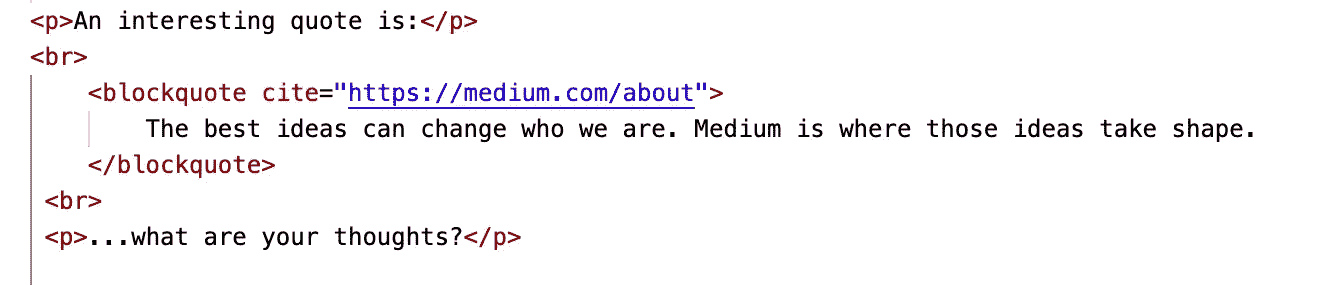 <p>An interesting quote is:</p>
<br>
<blockquote cite="https://medium.com/about">
The best ideas can change who we are. Medium is where those ideas take shape.
</blockquote>
<br>
<p>...what are your thoughts?</p>